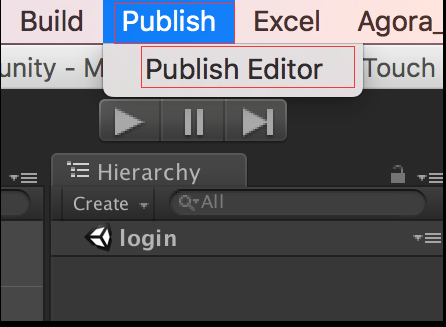 Build Publish Excel Agora_
Publish Editor
unity - M Touch
Hierarchy
Create All
login